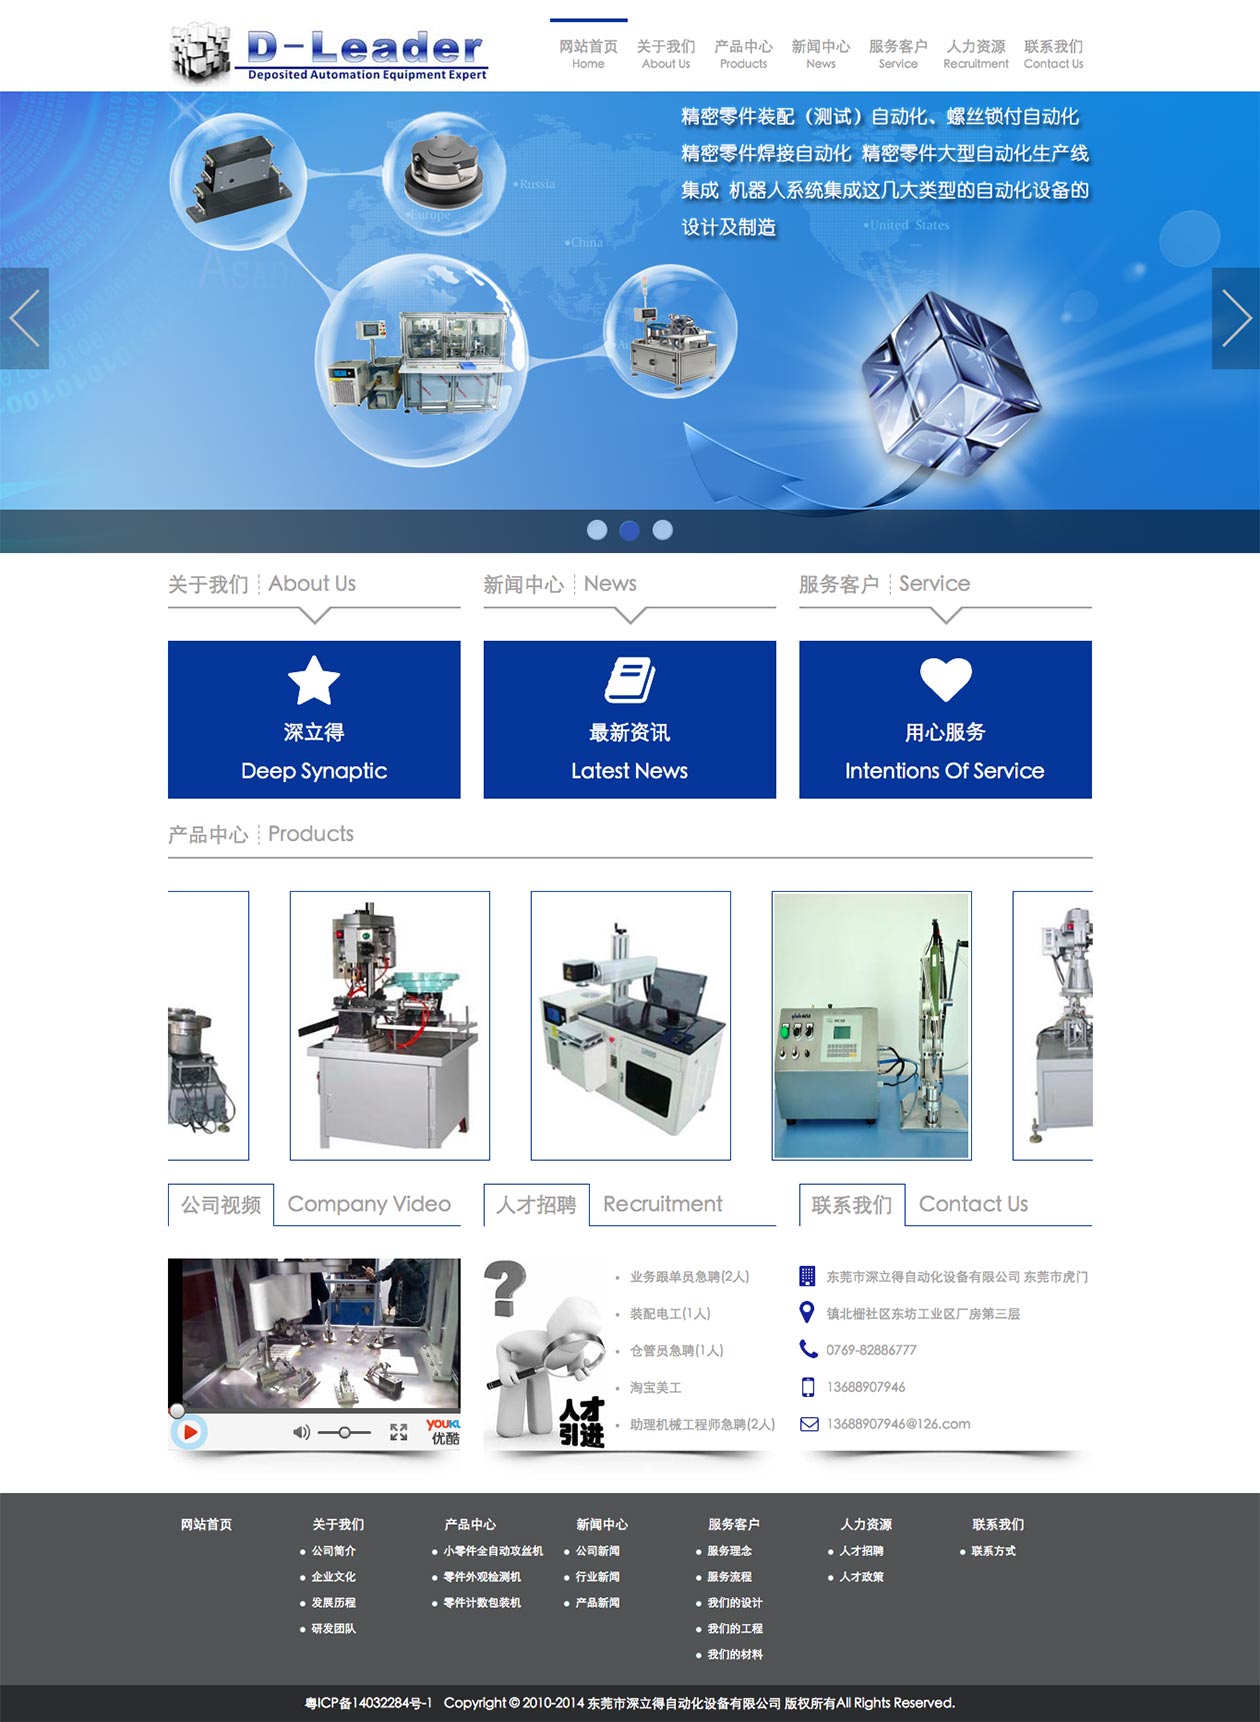 D-Leader
Deposited Automation Equipment Expert
网站首页 关于我们 产品中心 新闻中心 服务客户 人力资源 联系我们
Home About Us Products News Service Recruitment Contact Us
精密零件装配（测试）自动化、螺丝锁付自动化
精密零件焊接自动化 精密零件大型自动化生产线
集成 机器人系统集成这几大类型的自动化设备的
设计及制造
Russia
Europe
China
United States
关于我们 About Us
新闻中心 News
服务客户 Service
深立得
Deep Synaptic
最新资讯
Latest News
用心服务
Intentions Of Service
产品中心 Products
公司视频 Company Video
人才招聘 Recruitment
联系我们 Contact Us
YOUKU
优酷
人才
引进
业务跟单员急聘(2人)
装配电工(1人)
仓管员急聘(1人)
淘宝美工
助理机械工程师急聘(2人)
东莞市深立得自动化设备有限公司 东莞市虎门
镇北栅社区东坊工业区厂房第三层
0769-82886777
13688907946
13688907946@126.com
网站首页 关于我们 产品中心 新闻中心 服务客户 人力资源 联系我们
公司简介 小零件全自动攻丝机 公司新闻 服务理念 人才招聘 联系方式
企业文化 零件外观检测机 行业新闻 服务流程 人才政策
发展历程 零件计数包装机 产品新闻 我们的设计
研发团队 我们的工程
我们的材料
粤ICP备14032284号-1 Copyright © 2010-2014 东莞市深立得自动化设备有限公司 版权所有All Rights Reserved.